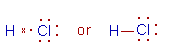 H × Cl or H—Cl